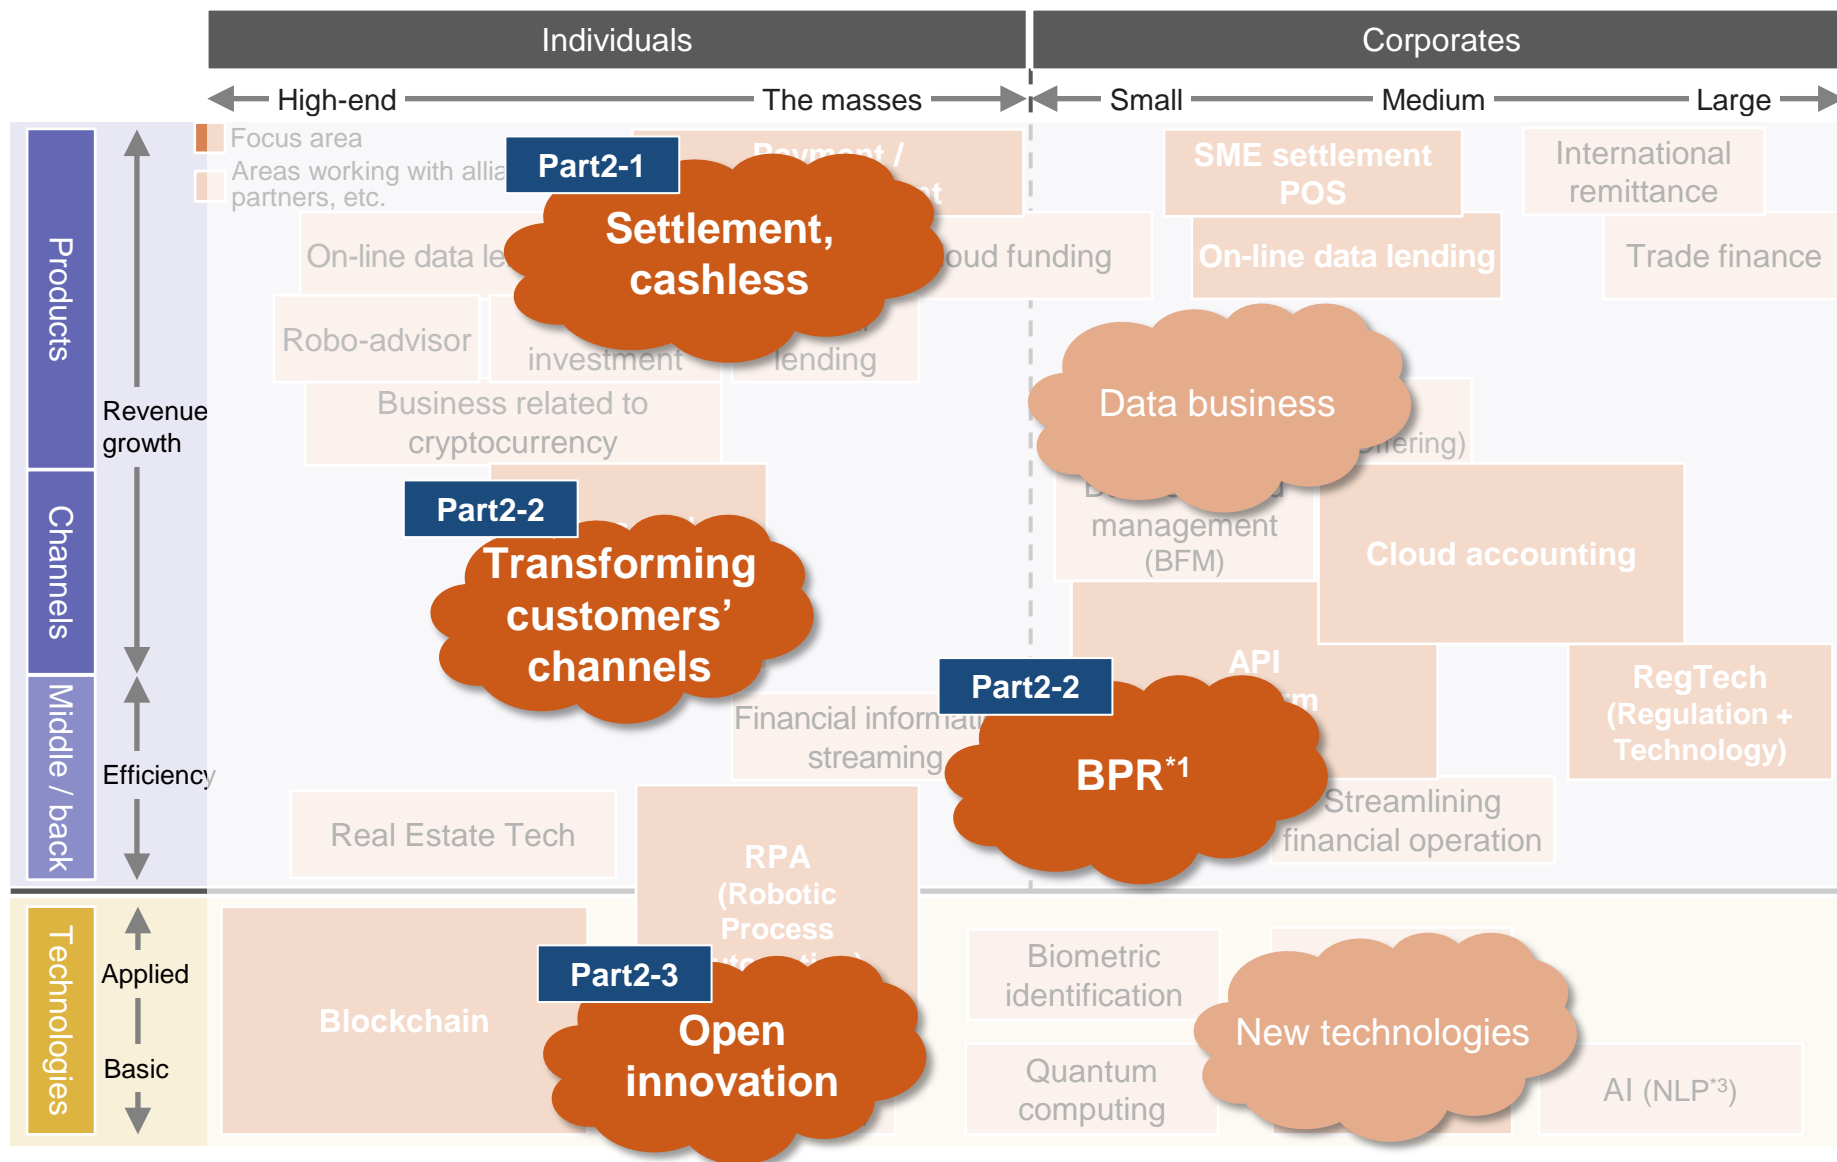 Individuals
Corporates
High-end
The masses
Small
Medium
Large
Products
Channels
Middle / back
Technologies
Revenue
growth
Efficiency
Applied
Basic
Focus area
Areas working with
partners, etc.
Part2-1
Settlement,
cashless
Payment /
SME settlement
POS
International
remittance
On-line data
funding
On-line data lending
Trade finance
Robo-advisor
investment
lending
Business related to
cryptocurrency
Data business
Part2-2
Transforming
customers’
channels
management
(BFM)
Cloud accounting
API
Part2-2
BPR*1
RegTech
(Regulation +
Technology)
Financial
streaming
Streamlining
financial operation
Real Estate Tech
RPA
(Robotic
Process
Blockchain
Part2-3
Open
innovation
Biometric
identification
New technologies
Quantum
computing
AI (NLP*3)